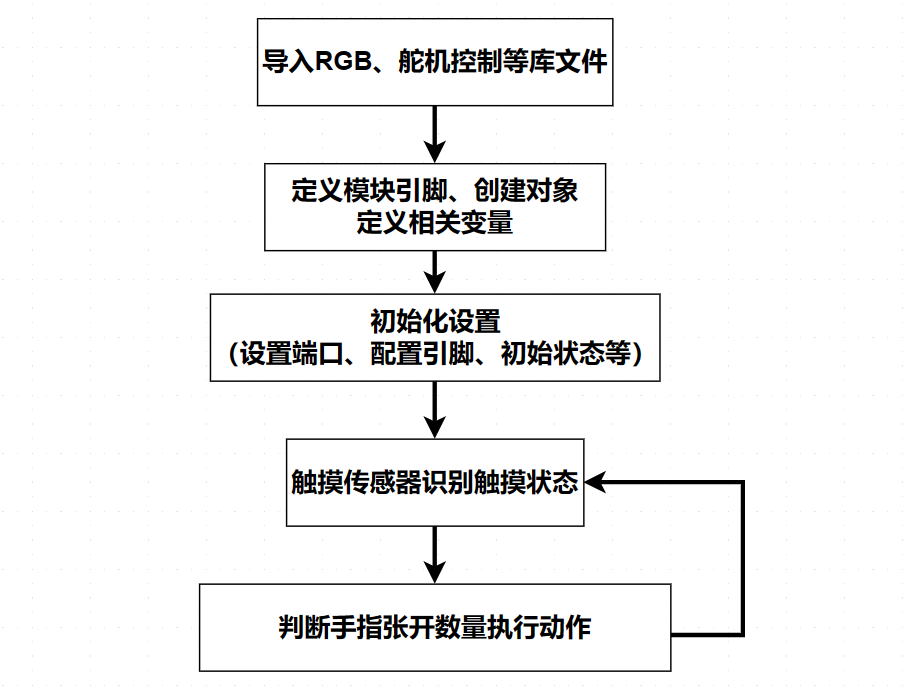 导入RGB、舵机控制等库文件
定义模块引脚、创建对象
定义相关变量
初始化设置
（设置端口、配置引脚、初始状态等）
触摸传感器识别触摸状态
判断手指张开数量执行动作